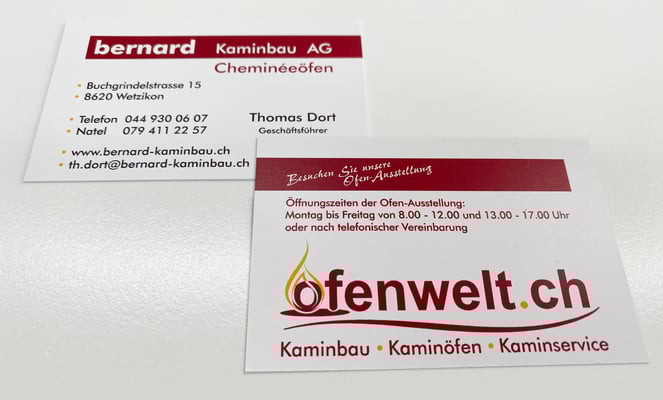 bernard Kaminbau AG
Cheminéeöfen
• Buchgrindelstrasse 15
• 8620 Wetzikon
• Telefon 044 930 06 07
• Natel 079 411 22 57
Thomas Dort
Geschäftsführer
• www.bernard-kaminbau.ch
• th.dort@bernard-kaminbau.ch
Besuchen Sie unsere
Ofen-Ausstellung
Öffnungszeiten der Ofen-Ausstellung:
Montag bis Freitag von 8.00 - 12.00 und 13.00 - 17.00 Uhr
oder nach telefonischer Vereinbarung
ofenwelt.ch
Kaminbau • Kaminöfen • Kaminservice